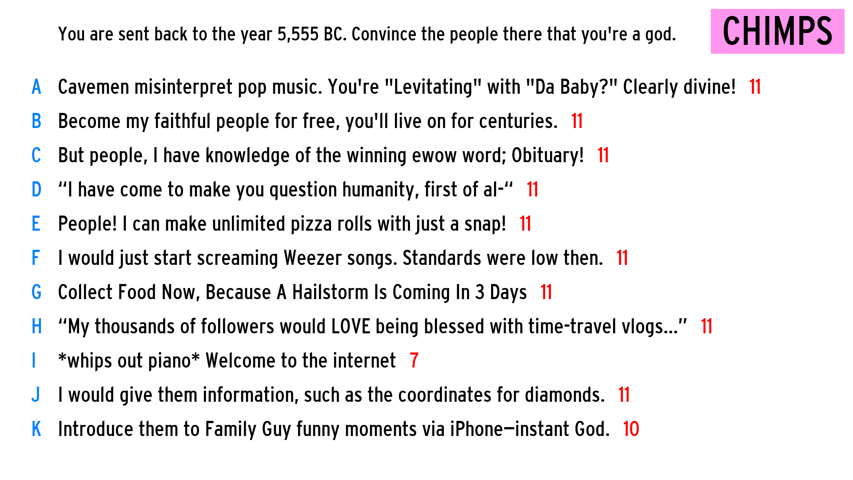 You are sent back to the year 5,555 BC. Convince the people there that you're a god.
CHIMPS
A Cavemen misinterpret pop music. You're "Levitating" with "Da Baby?" Clearly divine! 11
B Become my faithful people for free, you'll live on for centuries. 11
C But people, I have knowledge of the winning ewow word; Obituary! 11
D “I have come to make you question humanity, first of al-“ 11
E People! I can make unlimited pizza rolls with just a snap! 11
F I would just start screaming Weezer songs. Standards were low then. 11
G Collect Food Now, Because A Hailstorm Is Coming In 3 Days 11
H “My thousands of followers would LOVE being blessed with time-travel vlogs...” 11
I *whips out piano* Welcome to the internet 7
J I would give them information, such as the coordinates for diamonds. 11
K Introduce them to Family Guy funny moments via iPhone—instant God. 10